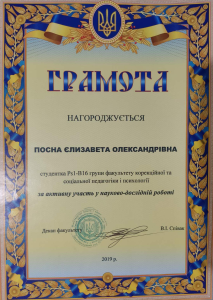 ГРАМОТА
НАГОРОДЖУЄТЬСЯ
ПОСНА ЄЛИЗАВЕТА ОЛЕКСАНДРІВНА
студентка Ps1-B16 групи факультету корекційної та
соціальної педагогіки і психології
за активну участь у науково-дослідній роботі
Декан факультету
В.І. Співак
2019 р.